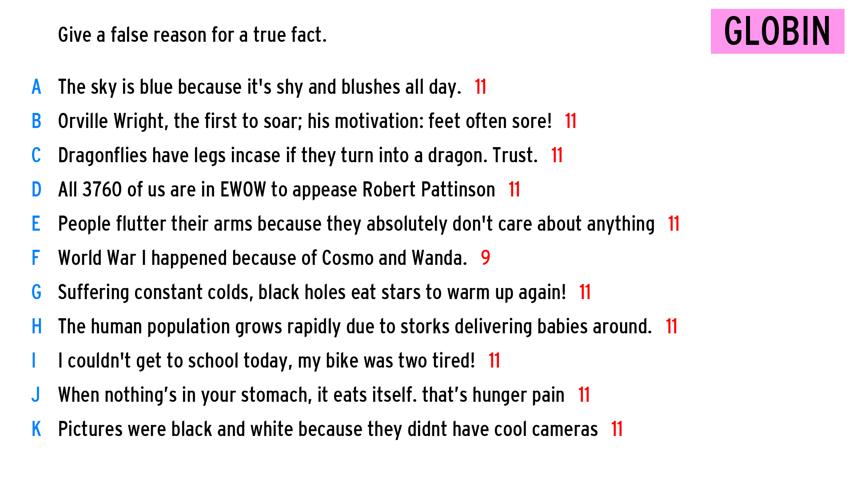 Give a false reason for a true fact.
GLOBIN
A The sky is blue because it's shy and blushes all day. 11
B Orville Wright, the first to soar; his motivation: feet often sore! 11
C Dragonflies have legs incase if they turn into a dragon. Trust. 11
D All 3760 of us are in EWOW to appease Robert Pattinson 11
E People flutter their arms because they absolutely don't care about anything 11
F World War I happened because of Cosmo and Wanda. 9
G Suffering constant colds, black holes eat stars to warm up again! 11
H The human population grows rapidly due to storks delivering babies around. 11
I I couldn't get to school today, my bike was two tired! 11
J When nothing’s in your stomach, it eats itself. that’s hunger pain 11
K Pictures were black and white because they didnt have cool cameras 11